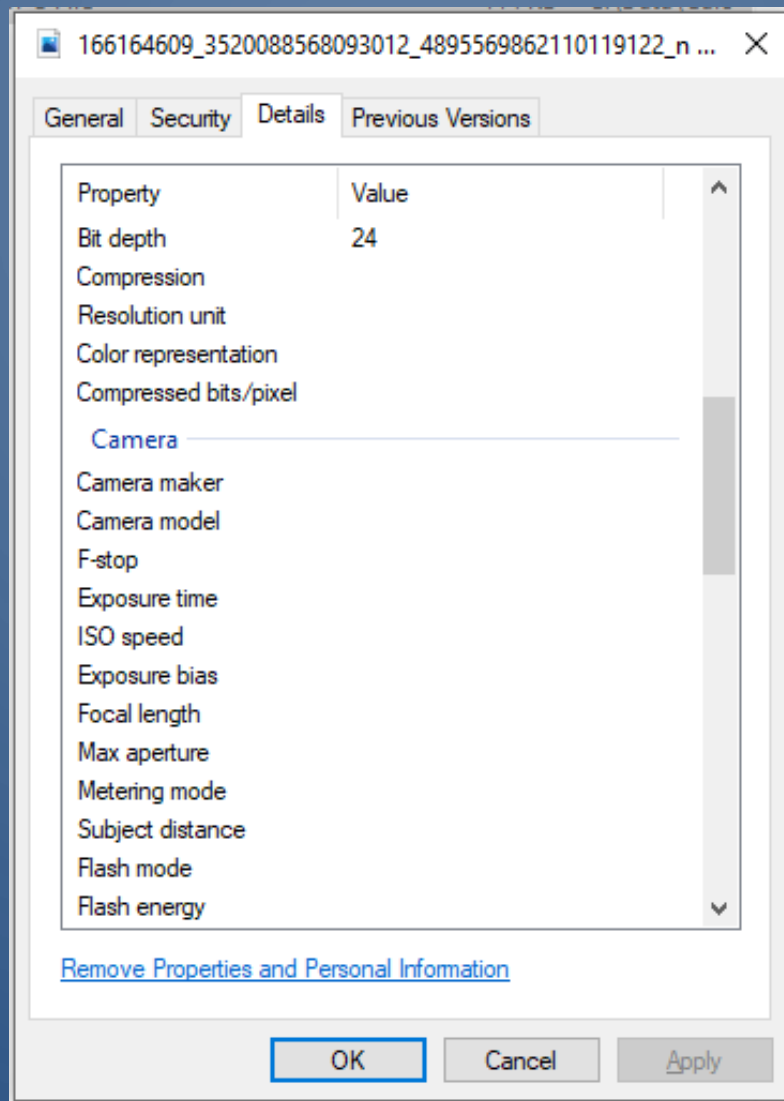 166164609_3520088568093012_4895569862110119122_n ...
General Security Details Previous Versions
Property Value
Bit depth 24
Compression
Resolution unit
Color representation
Compressed bits/pixel
Camera
Camera maker
Camera model
F-stop
Exposure time
ISO speed
Exposure bias
Focal length
Max aperture
Metering mode
Subject distance
Flash mode
Flash energy
Remove Properties and Personal Information
OK Cancel Apply